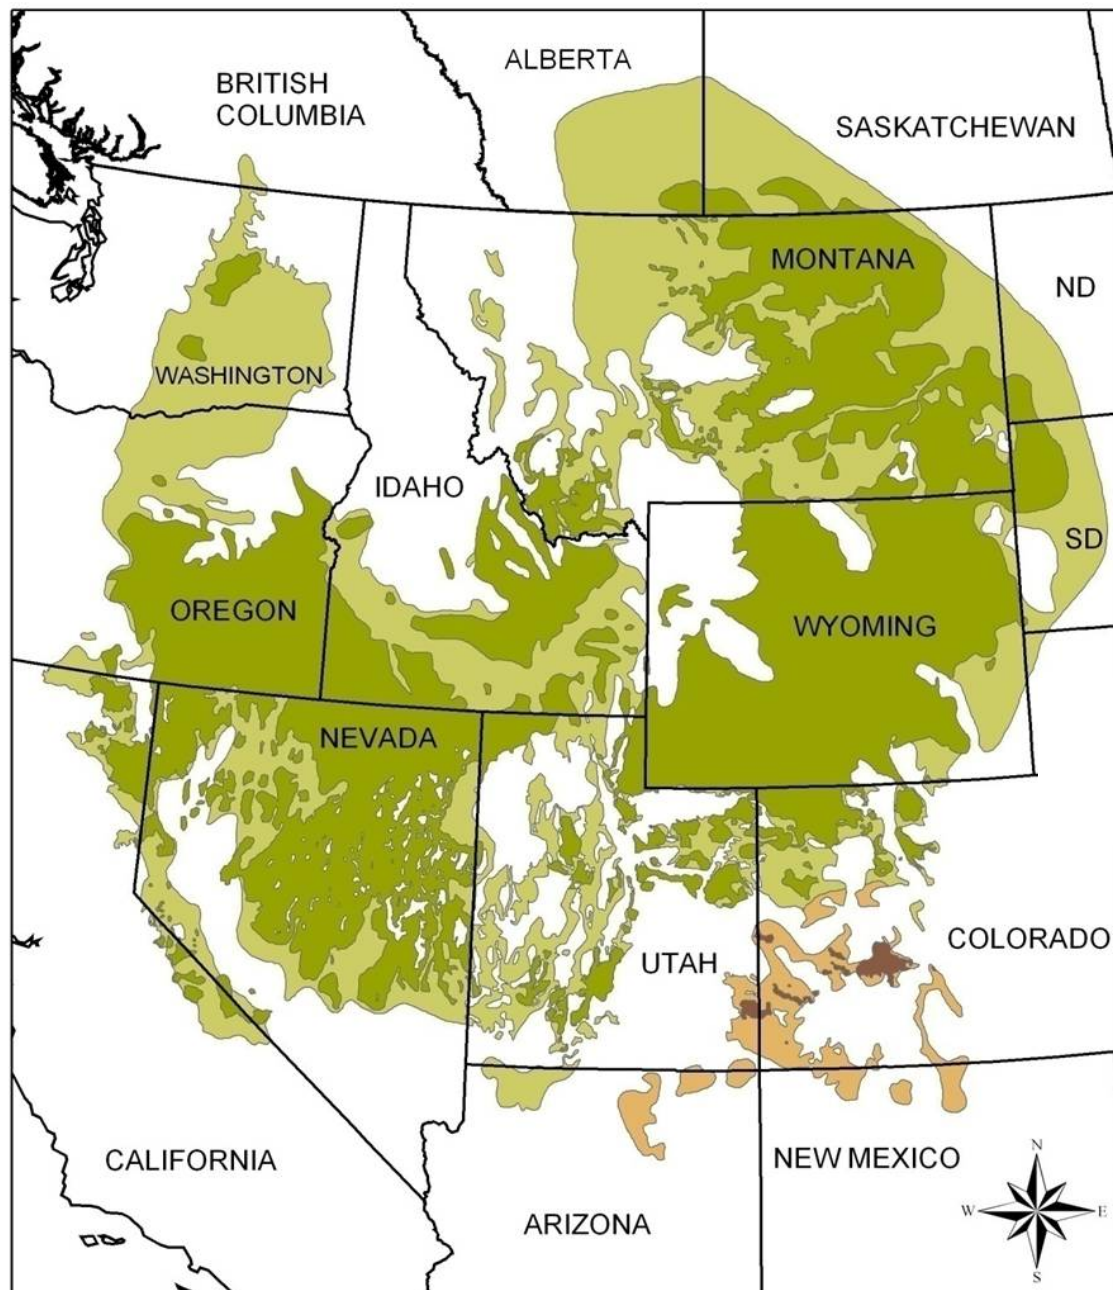 ALBERTA
BRITISH
COLUMBIA
SASKATCHEWAN
MONTANA
ND
WASHINGTON
IDAHO
SD
OREGON
WYOMING
NEVADA
COLORADO
UTAH
CALIFORNIA
NEW MEXICO
ARIZONA
N
W
E
S